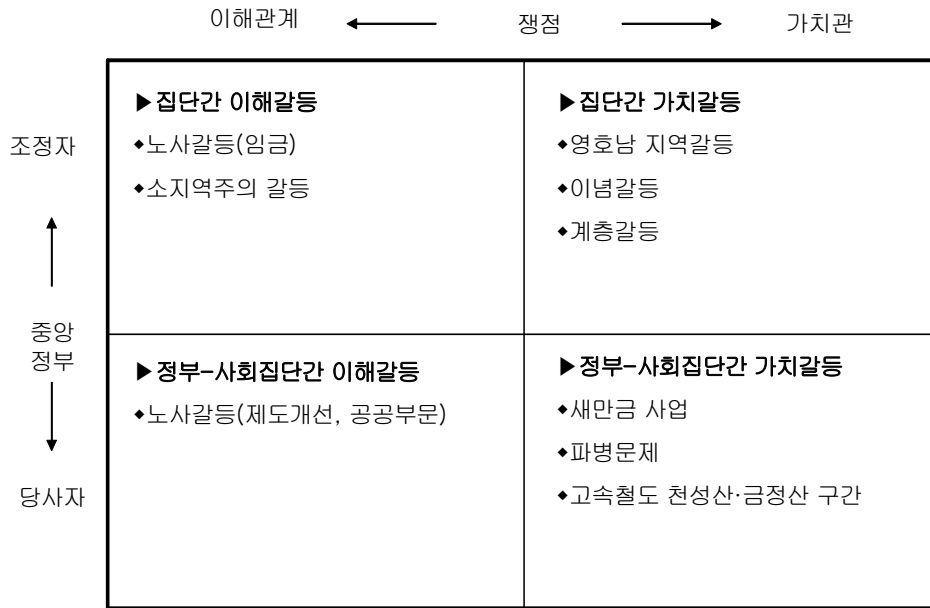 이해관계 쟁점 가치관
▶집단간 이해갈등
◆노사갈등(임금)
◆소지역주의 갈등
▶집단간 가치갈등
◆영호남 지역갈등
◆이념갈등
◆계층갈등
조정자
중앙
정부
당사자
▶정부-사회집단간 이해갈등
◆노사갈등(제도개선, 공공부문)
▶정부-사회집단간 가치갈등
◆새만금 사업
◆파병문제
◆고속철도 천성산·금정산 구간